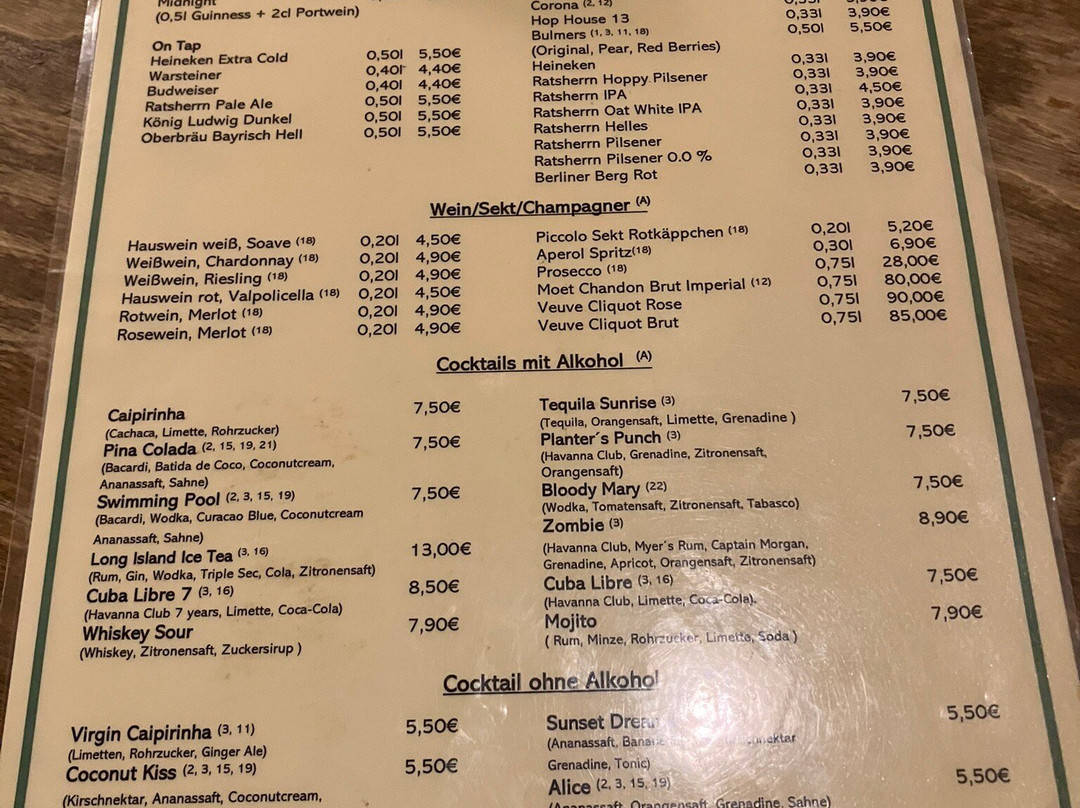 Midnight
(0,5l Guinness + 2cl Portwein)
On Tap
Heineken Extra Cold 0,50l 5,50€
Warsteiner 0,40l 4,40€
Budweiser 0,40l 4,40€
Ratsherrn Pale Ale 0,50l 5,50€
König Ludwig Dunkel 0,50l 5,50€
Oberbräu Bayrisch Hell 0,50l 5,50€
Corona (2, 12) 0,33l 3,90€
Hop House 13 0,33l 3,90€
Bulmers (1, 3, 11, 18) 0,50l 5,50€
(Original, Pear, Red Berries)
Heineken 0,33l 3,90€
Ratsherrn Hoppy Pilsener 0,33l 3,90€
Ratsherrn IPA 0,33l 4,50€
Ratsherrn Oat White IPA 0,33l 3,90€
Ratsherrn Helles 0,33l 3,90€
Ratsherrn Pilsener 0,33l 3,90€
Ratsherrn Pilsener 0.0 % 0,33l 3,90€
Berliner Berg Rot 0,33l 3,90€
Wein/Sekt/Champagner (A)
Hauswein weiß, Soave (18) 0,20l 4,50€
Weißwein, Chardonnay (18) 0,20l 4,90€
Weißwein, Riesling (18) 0,20l 4,90€
Hauswein rot, Valpolicella (18) 0,20l 4,50€
Rotwein, Merlot (18) 0,20l 4,90€
Rosewein, Merlot (18) 0,20l 4,90€
Piccolo Sekt Rotkäppchen (18) 0,20l 5,20€
Aperol Spritz(18) 0,30l 6,90€
Prosecco (18) 0,75l 28,00€
Moet Chandon Brut Imperial (12) 0,75l 80,00€
Veuve Cliquot Rose 0,75l 90,00€
Veuve Cliquot Brut 0,75l 85,00€
Cocktails mit Alkohol (A)
Caipirinha 7,50€
(Cachaca, Limette, Rohrzucker)
Pina Colada (2, 15, 19, 21) 7,50€
(Bacardi, Batida de Coco, Coconutcream,
Ananassaft, Sahne)
Swimming Pool (2, 3, 15, 19) 7,50€
(Bacardi, Wodka, Curacao Blue, Coconutcream
Ananassaft, Sahne)
Long Island Ice Tea (3, 16) 13,00€
(Rum, Gin, Wodka, Triple Sec, Cola, Zitronensaft)
Cuba Libre 7 (3, 16) 8,50€
(Havanna Club 7 years, Limette, Coca-Cola)
Whiskey Sour 7,90€
(Whiskey, Zitronensaft, Zuckersirup )
Tequila Sunrise (3) 7,50€
(Tequila, Orangensaft, Limette, Grenadine )
Planter´s Punch (3) 7,50€
(Havanna Club, Grenadine, Zitronensaft,
Orangensaft)
Bloody Mary (22) 7,50€
(Wodka, Tomatensaft, Zitronensaft, Tabasco)
Zombie (3) 8,90€
(Havanna Club, Myer´s Rum, Captain Morgan,
Grenadine, Apricot, Orangensaft, Zitronensaft)
Cuba Libre (3, 16) 7,50€
(Havanna Club, Limette, Coca-Cola).
Mojito 7,90€
( Rum, Minze, Rohrzucker, Limette, Soda )
Cocktail ohne Alkohol
Virgin Caipirinha (3, 11) 5,50€
(Limetten, Rohrzucker, Ginger Ale)
Coconut Kiss (2, 3, 15, 19) 5,50€
(Kirschnektar, Ananassaft, Coconutcream,
Sunset 5,50€
(Ananassaft,
Grenadine, Tonic)
Alice (2, 3, 15, 19) 5,50€
(Ananassaft, Orangensaft, Grenadine, Sahne)